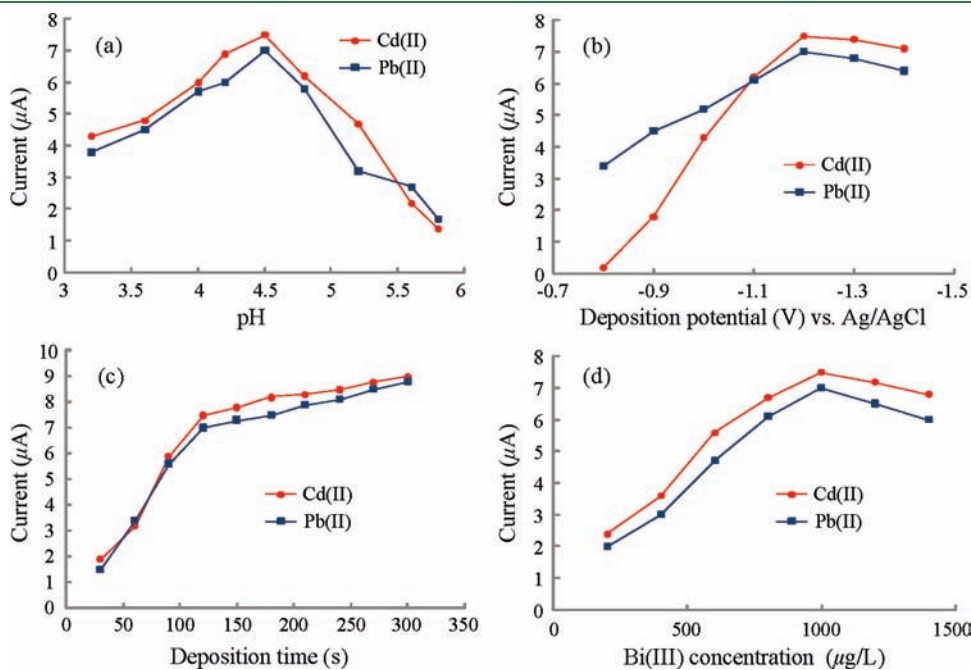 (a)
Cd(II)
Pb(II)
8
7
6
5
4
3
2
1
0
Current (μA)
3 3.5 4 4.5 5 5.5 6
pH
(b)
Cd(II)
Pb(II)
8
7
6
5
4
3
2
1
0
Current (μA)
-0.7 -0.9 -1.1 -1.3 -1.5
Deposition potential (V) vs. Ag/AgCl
(c)
Cd(II)
Pb(II)
10
9
8
7
6
5
4
3
2
1
0
Current (μA)
0 50 100 150 200 250 300 350
Deposition time (s)
(d)
Cd(II)
Pb(II)
8
7
6
5
4
3
2
1
0
Current (μA)
0 500 1000 1500
Bi(III) concentration (μg/L)